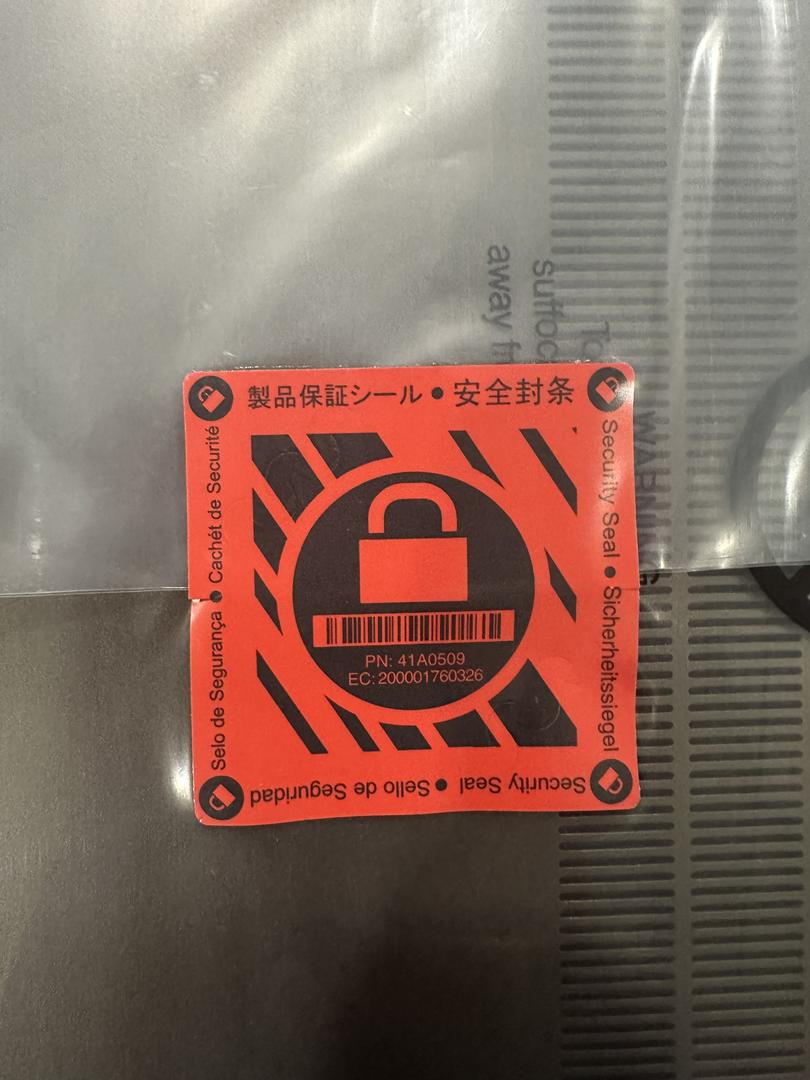 製品保証シール • 安全封条
Security Seal • Sicherheitssiegel
Security Seal • Sello de Seguridad
Selo de Segurança • Cachét de Securité
PN: 41A0509
EC: 200001760326
WARNING
To
suffoc
away fr